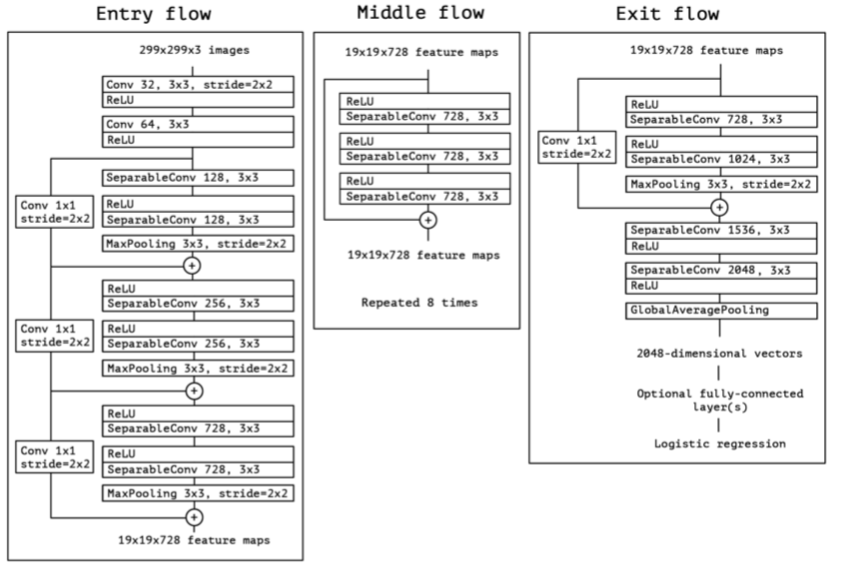 Entry flow
299x299x3 images
Conv 32, 3x3, stride=2x2
ReLU
Conv 64, 3x3
ReLU
SeparableConv 128, 3x3
Conv 1x1
stride=2x2
ReLU
SeparableConv 128, 3x3
MaxPooling 3x3, stride=2x2
+
ReLU
SeparableConv 256, 3x3
Conv 1x1
stride=2x2
ReLU
SeparableConv 256, 3x3
MaxPooling 3x3, stride=2x2
+
ReLU
SeparableConv 728, 3x3
Conv 1x1
stride=2x2
ReLU
SeparableConv 728, 3x3
MaxPooling 3x3, stride=2x2
+
19x19x728 feature maps
Middle flow
19x19x728 feature maps
ReLU
SeparableConv 728, 3x3
ReLU
SeparableConv 728, 3x3
ReLU
SeparableConv 728, 3x3
+
19x19x728 feature maps
Repeated 8 times
Exit flow
19x19x728 feature maps
ReLU
SeparableConv 728, 3x3
Conv 1x1
stride=2x2
ReLU
SeparableConv 1024, 3x3
MaxPooling 3x3, stride=2x2
+
SeparableConv 1536, 3x3
ReLU
SeparableConv 2048, 3x3
ReLU
GlobalAveragePooling
2048-dimensional vectors
Optional fully-connected
layer(s)
Logistic regression